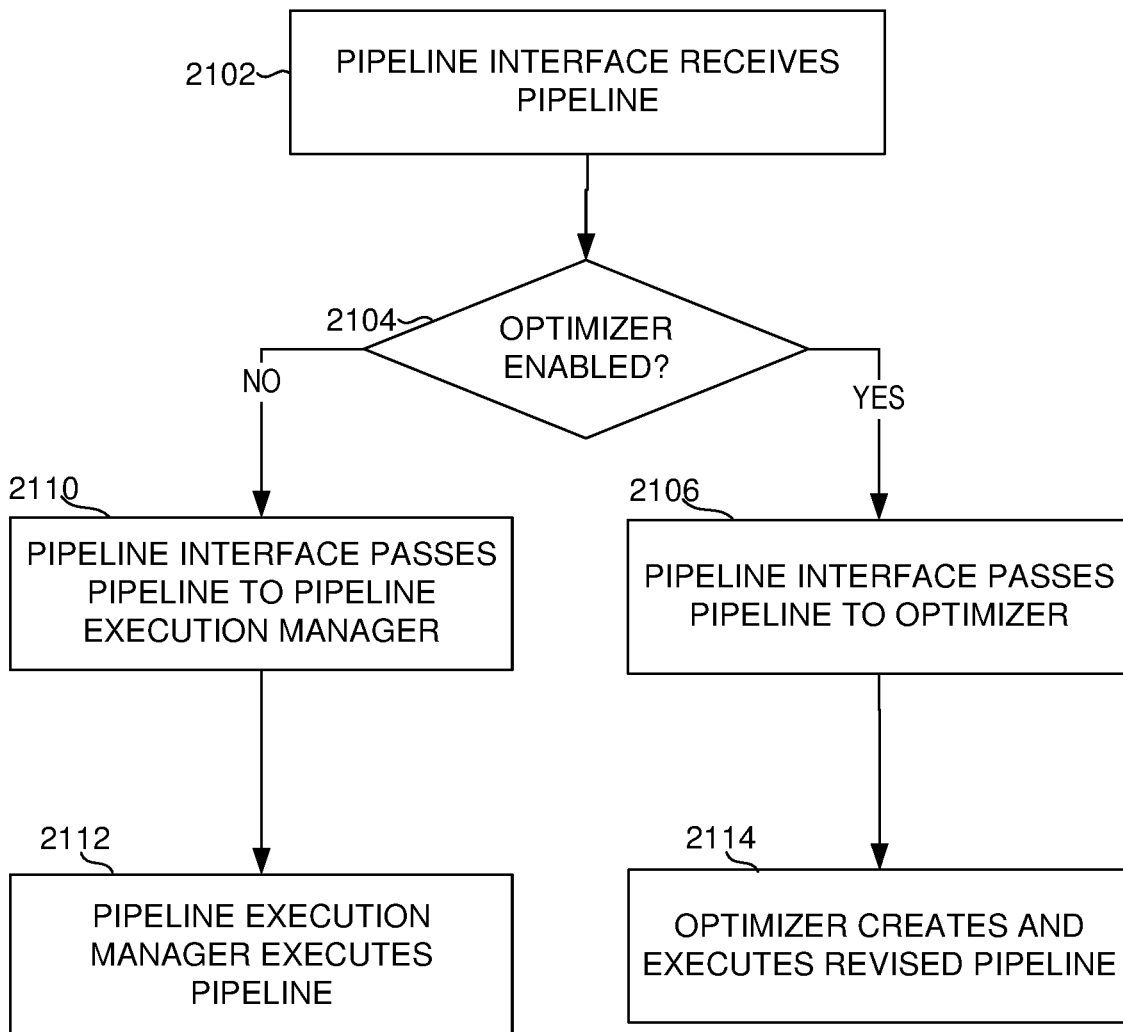 2102
PIPELINE INTERFACE RECEIVES
PIPELINE
2104
OPTIMIZER
ENABLED?
NO
YES
2110
PIPELINE INTERFACE PASSES
PIPELINE TO PIPELINE
EXECUTION MANAGER
2106
PIPELINE INTERFACE PASSES
PIPELINE TO OPTIMIZER
2112
PIPELINE EXECUTION
MANAGER EXECUTES
PIPELINE
2114
OPTIMIZER CREATES AND
EXECUTES REVISED PIPELINE